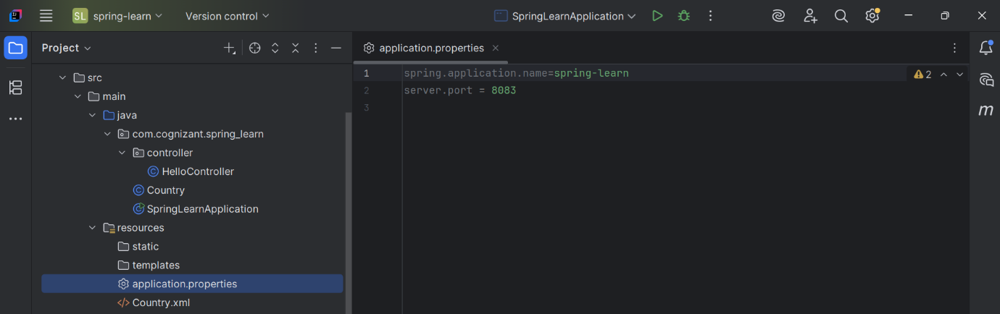 SL spring-learn Version control SpringLearnApplication
Project
application.properties
src
main
java
com.cognizant.spring_learn
controller
HelloController
Country
SpringLearnApplication
resources
static
templates
application.properties
Country.xml
1 spring.application.name=spring-learn
2 server.port = 8083
3
2
m